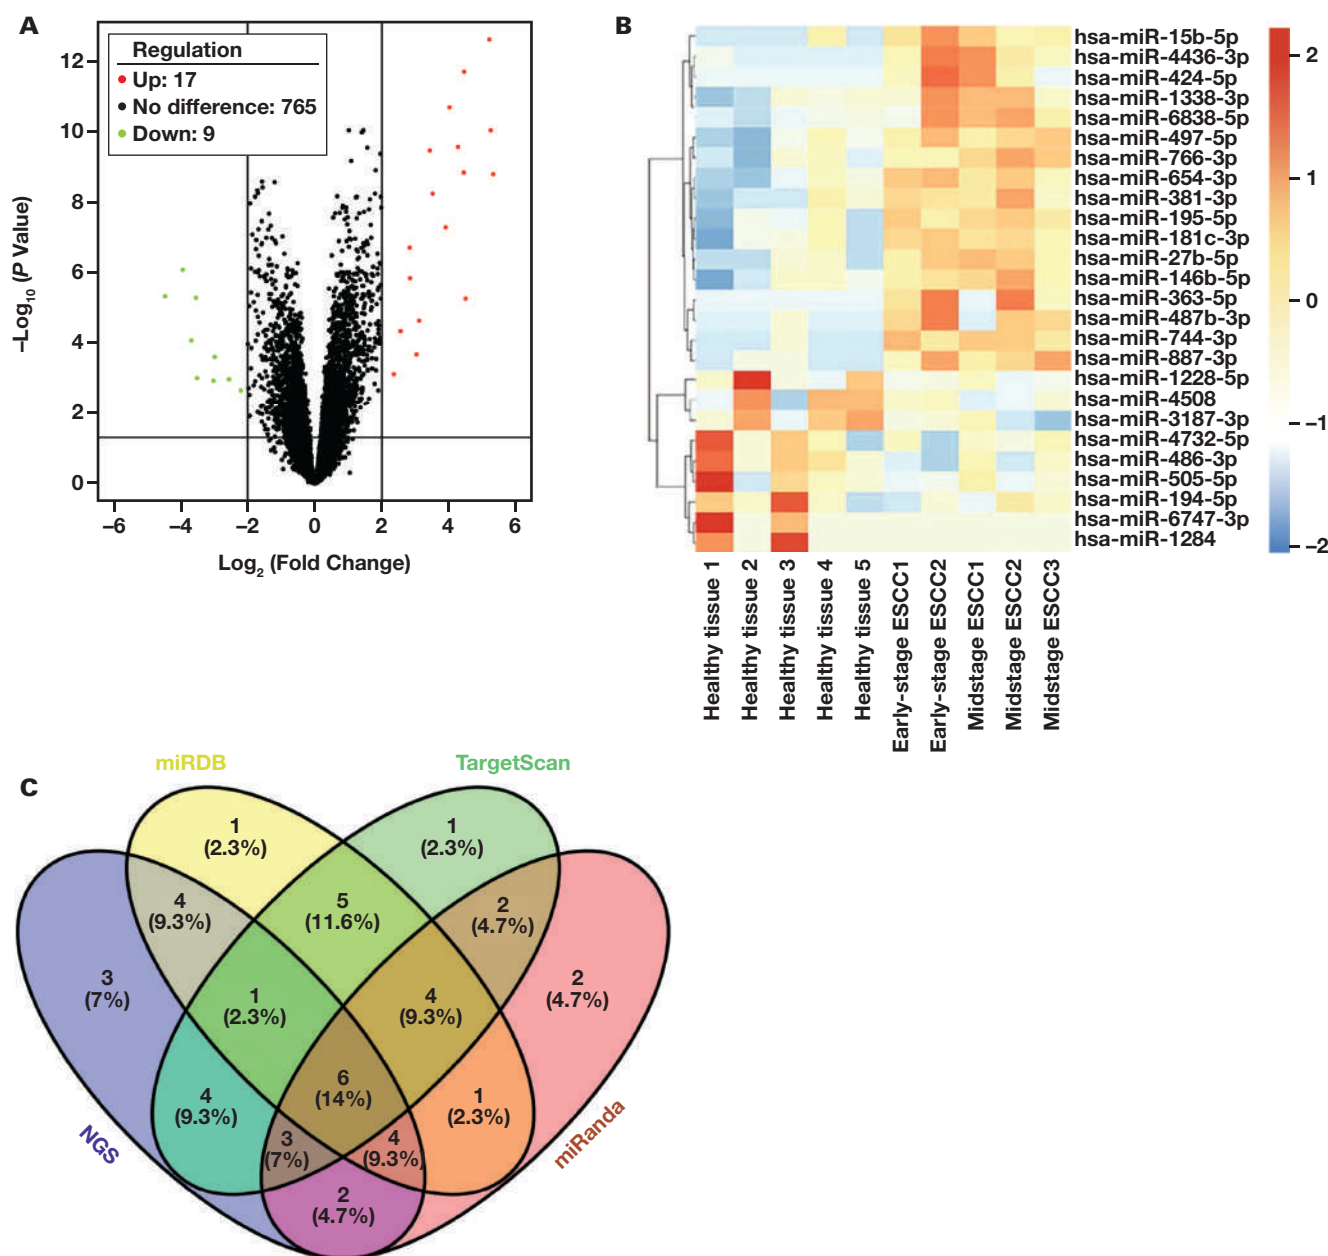 A
Regulation
Up: 17
No difference: 765
Down: 9
12
10
8
6
4
2
0
–Log10 (P Value)
–6
–4
–2
0
2
4
6
Log2 (Fold Change)
B
hsa-miR-15b-5p
hsa-miR-4436-3p
hsa-miR-424-5p
hsa-miR-1338-3p
hsa-miR-6838-5p
hsa-miR-497-5p
hsa-miR-766-3p
hsa-miR-654-3p
hsa-miR-381-3p
hsa-miR-195-5p
hsa-miR-181c-3p
hsa-miR-27b-5p
hsa-miR-146b-5p
hsa-miR-363-5p
hsa-miR-487b-3p
hsa-miR-744-3p
hsa-miR-887-3p
hsa-miR-1228-5p
hsa-miR-4508
hsa-miR-3187-3p
hsa-miR-4732-5p
hsa-miR-486-3p
hsa-miR-505-5p
hsa-miR-194-5p
hsa-miR-6747-3p
hsa-miR-1284
2
1
0
–1
–2
Healthy tissue 1
Healthy tissue 2
Healthy tissue 3
Healthy tissue 4
Healthy tissue 5
Early-stage ESCC1
Early-stage ESCC2
Midstage ESCC1
Midstage ESCC2
Midstage ESCC3
C
miRDB
TargetScan
NGS
miRanda
1
(2.3%)
1
(2.3%)
4
(9.3%)
5
(11.6%)
2
(4.7%)
3
(7%)
1
(2.3%)
4
(9.3%)
2
(4.7%)
4
(9.3%)
6
(14%)
1
(2.3%)
3
(7%)
4
(9.3%)
2
(4.7%)